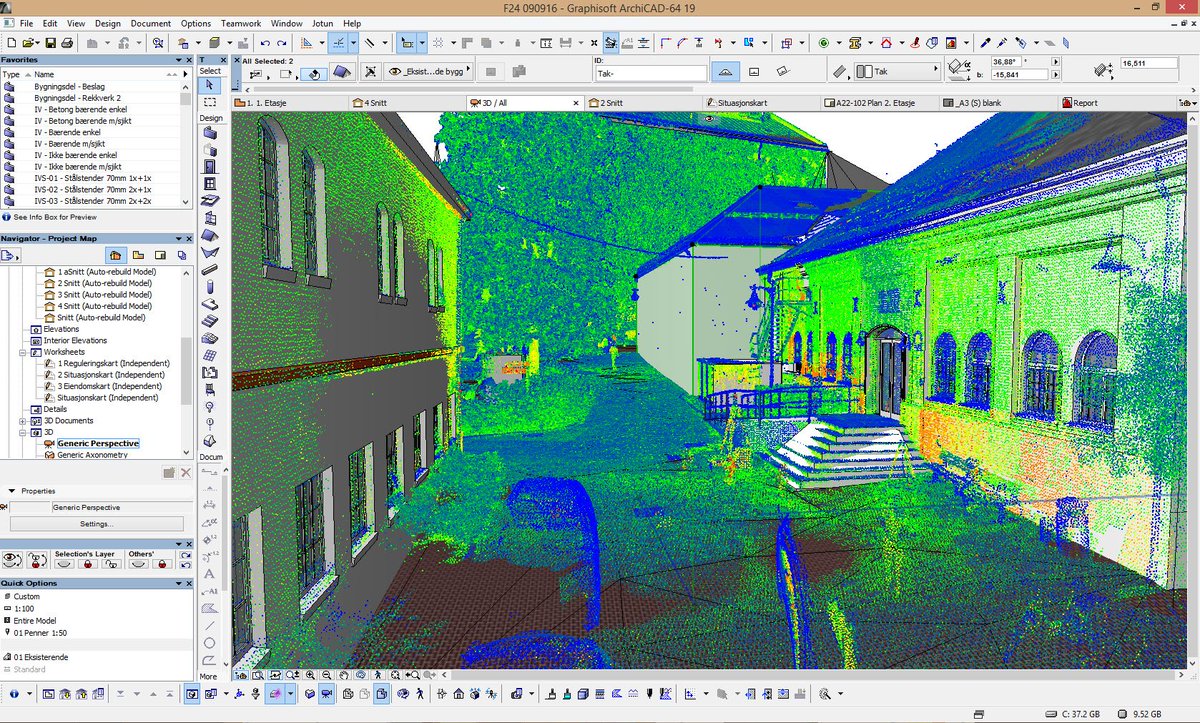 F24 090916 - Graphisoft ArchiCAD-64 19
File Edit View Design Document Options Teamwork Window Jotun Help
Favorites
Type Name
Bygningsdel - Beslag
Bygningsdel - Rekkverk 2
IV - Betong bærende enkel
IV - Betong bærende m/sjikt
IV - Bærende enkel
IV - Bærende m/sjikt
IV - Ikke bærende enkel
IV - Ikke bærende m/sjikt
IVS-01 - Stålstender 70mm 1x+1x
IVS-02 - Stålstender 70mm 2x+1x
IVS-03 - Stålstender 70mm 2x+2x
See Info Box for Preview
T
Select
Design
Docum
More
All Selected: 2
_Eksist...de bygg
ID:
Tak-
Tak
36,88°
b: -15,841
16,511
1. 1. Etasje
4 Snitt
3D / All
2 Snitt
Situasjonskart
A22-102 Plan 2. Etasje
_A3 (S) blank
Report
Navigator - Project Map
1 aSnitt (Auto-rebuild Model)
2 Snitt (Auto-rebuild Model)
3 Snitt (Auto-rebuild Model)
4 Snitt (Auto-rebuild Model)
Snitt (Auto-rebuild Model)
Elevations
Interior Elevations
Worksheets
1 Reguleringskart (Independent)
2 Situasjonskart (Independent)
3 Eiendomskart (Independent)
Situasjonskart (Independent)
Details
3D Documents
3D
Generic Perspective
Generic Axonometry
Properties
Generic Perspective
Settings...
Selection's Layer Others'
Quick Options
Custom
1:100
Entire Model
01 Penner 1:50
01 Eksisterende
Standard
C: 37.2 GB
9.52 GB